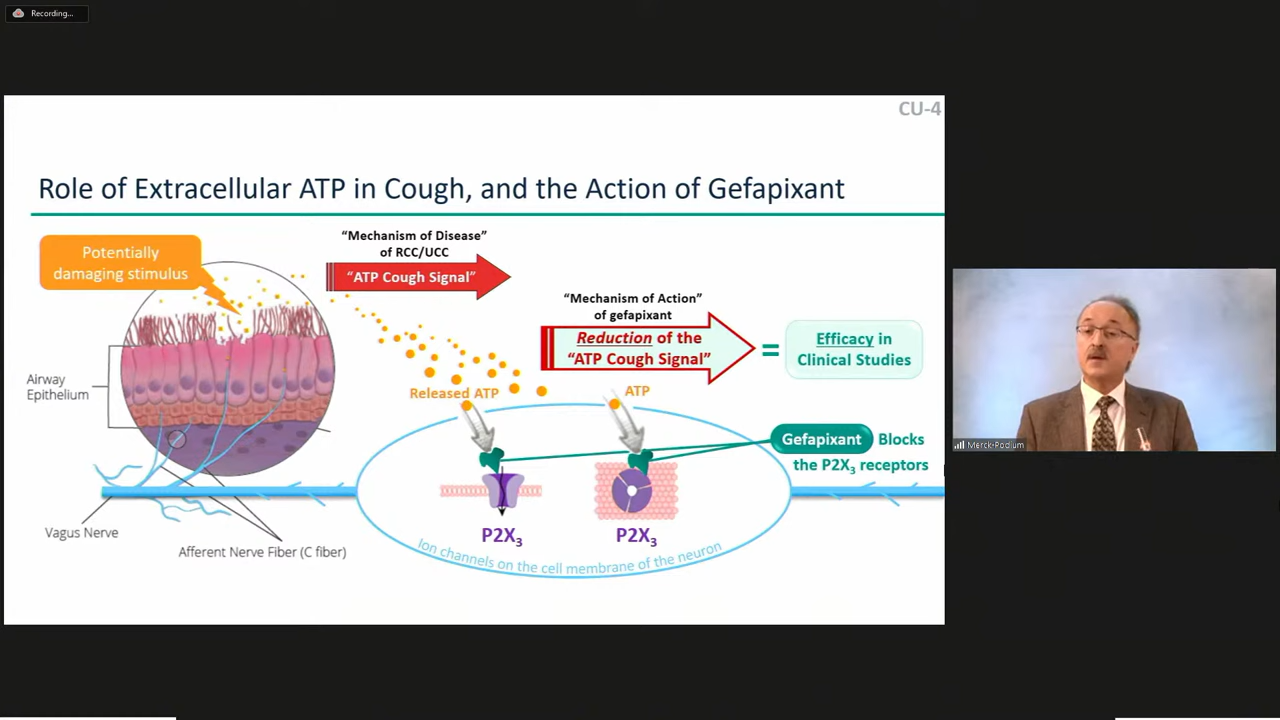 Recording...
CU-4
Role of Extracellular ATP in Cough, and the Action of Gefapixant
Potentially
damaging stimulus
“Mechanism of Disease”
of RCC/UCC
“ATP Cough Signal”
“Mechanism of Action”
of gefapixant
Reduction of the
“ATP Cough Signal”
=
Efficacy in
Clinical Studies
Airway
Epithelium
Released ATP
ATP
Gefapixant Blocks
the P2X₃ receptors
Vagus Nerve
Afferent Nerve Fiber (C fiber)
P2X₃
P2X₃
Ion channels on the cell membrane of the neuron
Merck-Podium